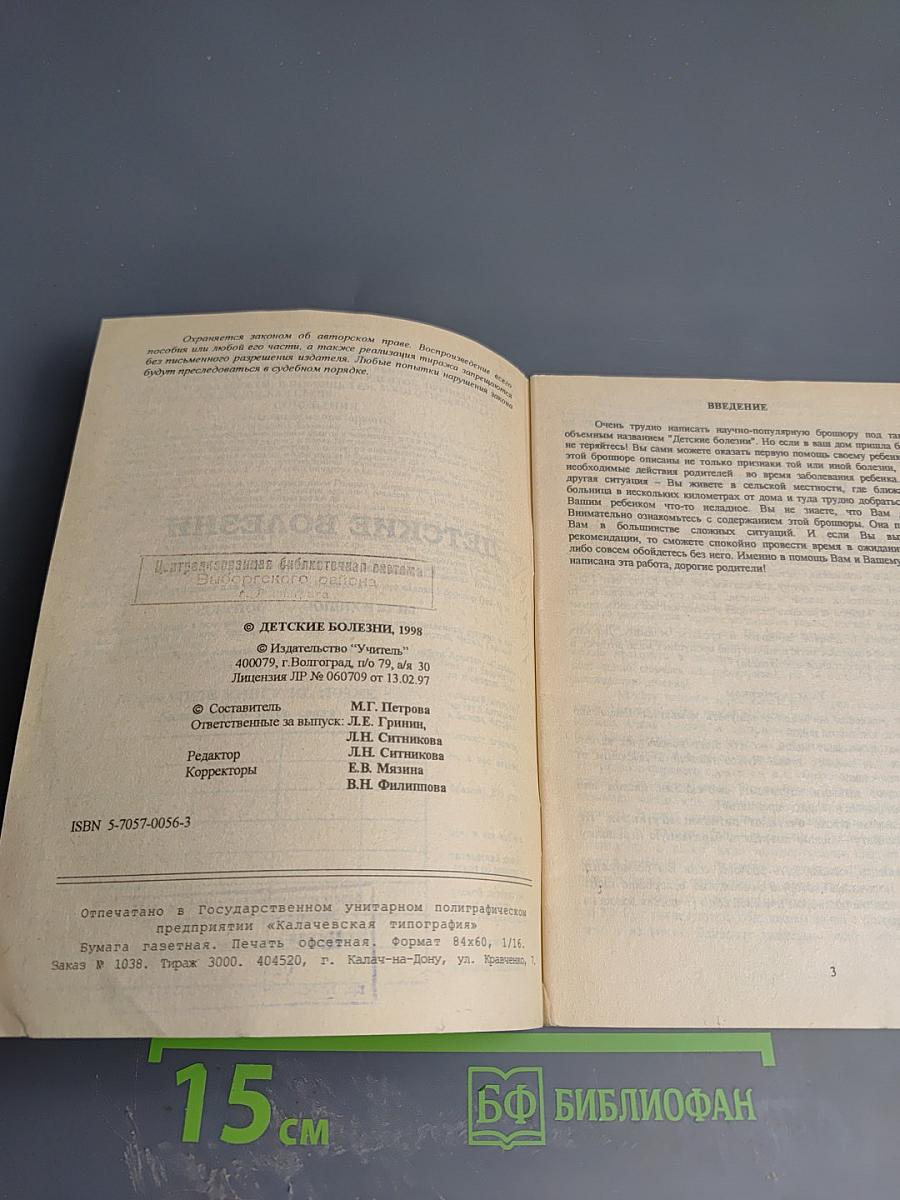 Охраняется законом об авторском праве. Воспроизведение всего
пособия или любой его части, а также реализация тиража запрещаются
без письменного разрешения издателя. Любые попытки нарушения закона
будут преследоваться в судебном порядке.
Централизованная библиотечная система
Выборгского района
© ДЕТСКИЕ БОЛЕЗНИ, 1998
© Издательство "Учитель"
400079, г.Волгоград, п/о 79, а/я 30
Лицензия ЛР № 060709 от 13.02.97
© Составитель М.Г. Петрова
Ответственные за выпуск: Л.Е. Гринин,
Л.Н. Ситникова
Редактор Л.Н. Ситникова
Корректоры Е.В. Мязина
В.Н. Филиппова
ISBN 5-7057-0056-3
Отпечатано в Государственном унитарном полиграфическом
предприятии «Калачевская типография»
Бумага газетная. Печать офсетная. Формат 84х60, 1/16.
Заказ № 1038. Тираж 3000. 404520, г. Калач-на-Дону, ул. Кравченко, 7.
ВВЕДЕНИЕ
Очень трудно написать научно-популярную брошюру под та
объемным названием "Детские болезни". Но если в ваш дом пришла б
не теряйтесь! Вы сами можете оказать первую помощь своему ребенк
этой брошюре описаны не только признаки той или иной болезни,
необходимые действия родителей во время заболевания ребенка.
другая ситуация – Вы живете в сельской местности, где ближа
больница в нескольких километрах от дома и туда трудно добратьс
Вашим ребенком что-то неладное. Вы не знаете, что Вам
Внимательно ознакомьтесь с содержанием этой брошюры. Она п
Вам в большинстве сложных ситуаций. И если Вы вы
рекомендации, то сможете спокойно провести время в ожидани
либо совсем обойдетесь без него. Именно в помощь Вам и Вашему
написана эта работа, дорогие родители!
3
15 см
БФ БИБЛИОФАН